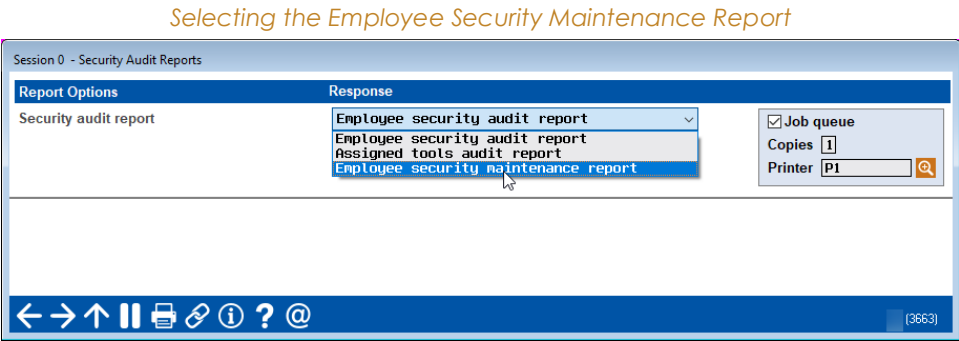 Selecting the Employee Security Maintenance Report
Session 0 - Security Audit Reports
Report Options Response
Security audit report Employee security audit report
Employee security audit report
Assigned tools audit report
Employee security maintenance report
Job queue
Copies 1
Printer P1
? @
(3663)